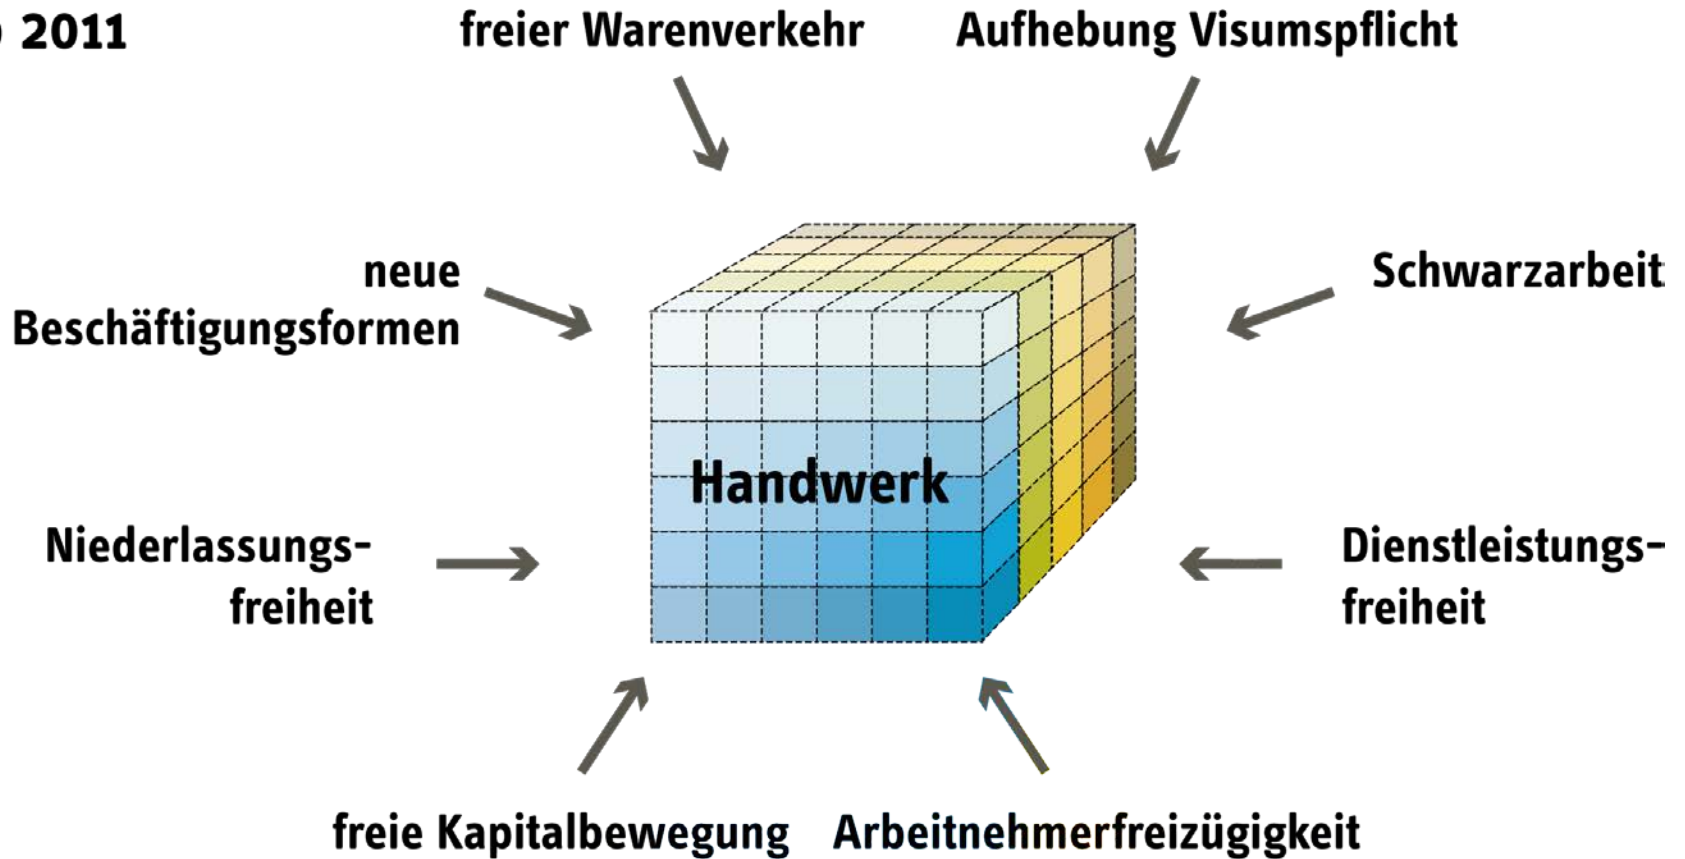 2011
freier Warenverkehr
Aufhebung Visumspflicht
neue
Beschäftigungsformen
Schwarzarbeit
Handwerk
Niederlassungs-
freiheit
Dienstleistungs-
freiheit
freie Kapitalbewegung
Arbeitnehmerfreizügigkeit